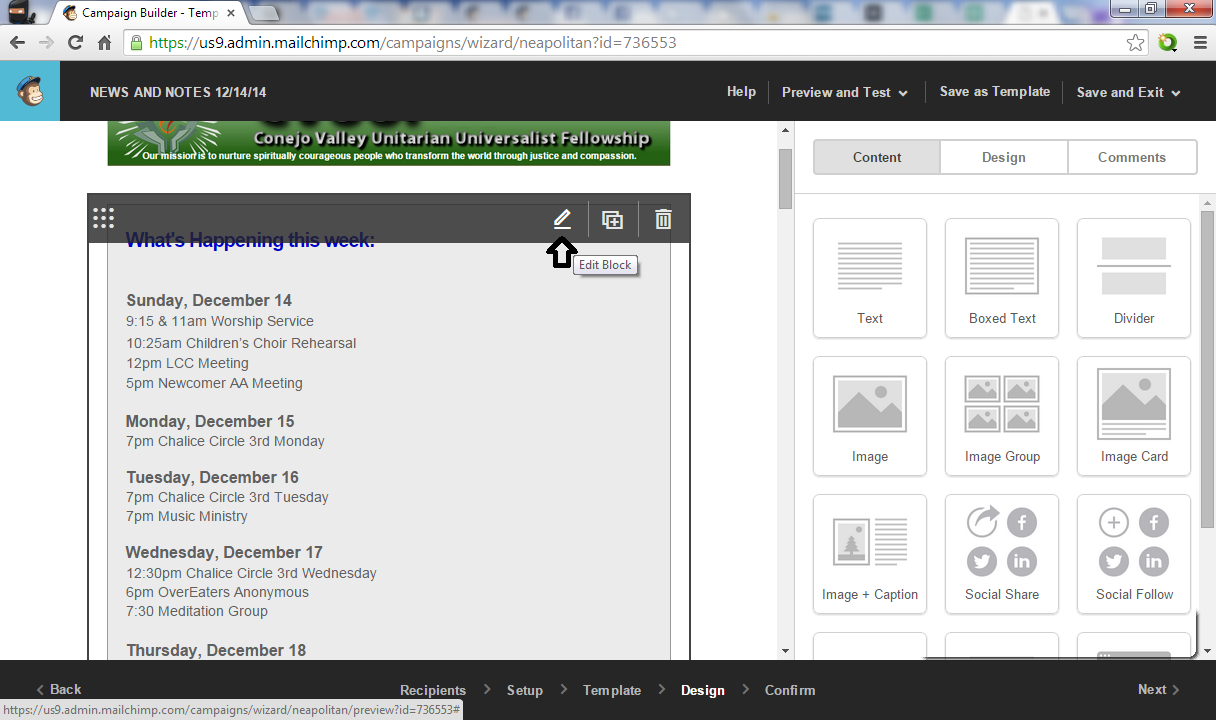 Campaign Builder - Temp
https://us9.admin.mailchimp.com/campaigns/wizard/neapolitan?id=736553
NEWS AND NOTES 12/14/14
Help
Preview and Test
Save as Template
Save and Exit
Conejo Valley Unitarian Universalist Fellowship
Our mission is to nurture spiritually courageous people who transform the world through justice and compassion.
What's Happening this week:
Edit Block
Sunday, December 14
9:15 & 11am Worship Service
10:25am Children’s Choir Rehearsal
12pm LCC Meeting
5pm Newcomer AA Meeting
Monday, December 15
7pm Chalice Circle 3rd Monday
Tuesday, December 16
7pm Chalice Circle 3rd Tuesday
7pm Music Ministry
Wednesday, December 17
12:30pm Chalice Circle 3rd Wednesday
6pm OverEaters Anonymous
7:30 Meditation Group
Thursday, December 18
Content
Design
Comments
Text
Boxed Text
Divider
Image
Image Group
Image Card
Image + Caption
Social Share
Social Follow
Back
Recipients
Setup
Template
Design
Confirm
Next
https://us9.admin.mailchimp.com/campaigns/wizard/neapolitan/preview?id=736553#